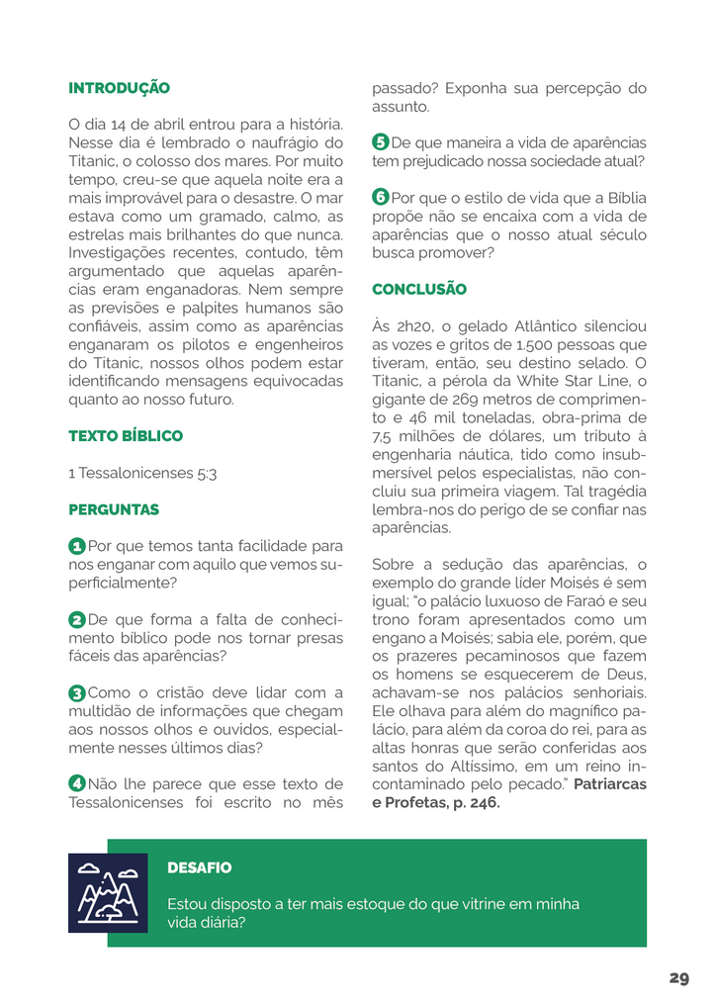 INTRODUÇÃO
O dia 14 de abril entrou para a história.
Nesse dia é lembrado o naufrágio do
Titanic, o colosso dos mares. Por muito
tempo, creu-se que aquela noite era a
mais improvável para o desastre. O mar
estava como um gramado, calmo, as
estrelas mais brilhantes do que nunca.
Investigações recentes, contudo, têm
argumentado que aquelas aparên-
cias eram enganadoras. Nem sempre
as previsões e palpites humanos são
confiáveis, assim como as aparências
enganaram os pilotos e engenheiros
do Titanic, nossos olhos podem estar
identificando mensagens equivocadas
quanto ao nosso futuro.
TEXTO BÍBLICO
1 Tessalonicenses 5:3
PERGUNTAS
1 Por que temos tanta facilidade para
nos enganar com aquilo que vemos su-
perficialmente?
2 De que forma a falta de conheci-
mento bíblico pode nos tornar presas
fáceis das aparências?
3 Como o cristão deve lidar com a
multidão de informações que chegam
aos nossos olhos e ouvidos, especial-
mente nesses últimos dias?
4 Não lhe parece que esse texto de
Tessalonicenses foi escrito no mês
passado? Exponha sua percepção do
assunto.
5 De que maneira a vida de aparências
tem prejudicado nossa sociedade atual?
6 Por que o estilo de vida que a Bíblia
propõe não se encaixa com a vida de
aparências que o nosso atual século
busca promover?
CONCLUSÃO
Às 2h20, o gelado Atlântico silenciou
as vozes e gritos de 1.500 pessoas que
tiveram, então, seu destino selado. O
Titanic, a pérola da White Star Line, o
gigante de 269 metros de comprimen-
to e 46 mil toneladas, obra-prima de
7,5 milhões de dólares, um tributo à
engenharia náutica, tido como insub-
mersível pelos especialistas, não con-
cluiu sua primeira viagem. Tal tragédia
lembra-nos do perigo de se confiar nas
aparências.
Sobre a sedução das aparências, o
exemplo do grande líder Moisés é sem
igual; “o palácio luxuoso de Faraó e seu
trono foram apresentados como um
engano a Moisés; sabia ele, porém, que
os prazeres pecaminosos que fazem
os homens se esquecerem de Deus,
achavam-se nos palácios senhoriais.
Ele olhava para além do magnífico pa-
lácio, para além da coroa do rei, para as
altas honras que serão conferidas aos
santos do Altíssimo, em um reino in-
contaminado pelo pecado.” Patriarcas
e Profetas, p. 246.
DESAFIO
Estou disposto a ter mais estoque do que vitrine em minha
vida diária?
29